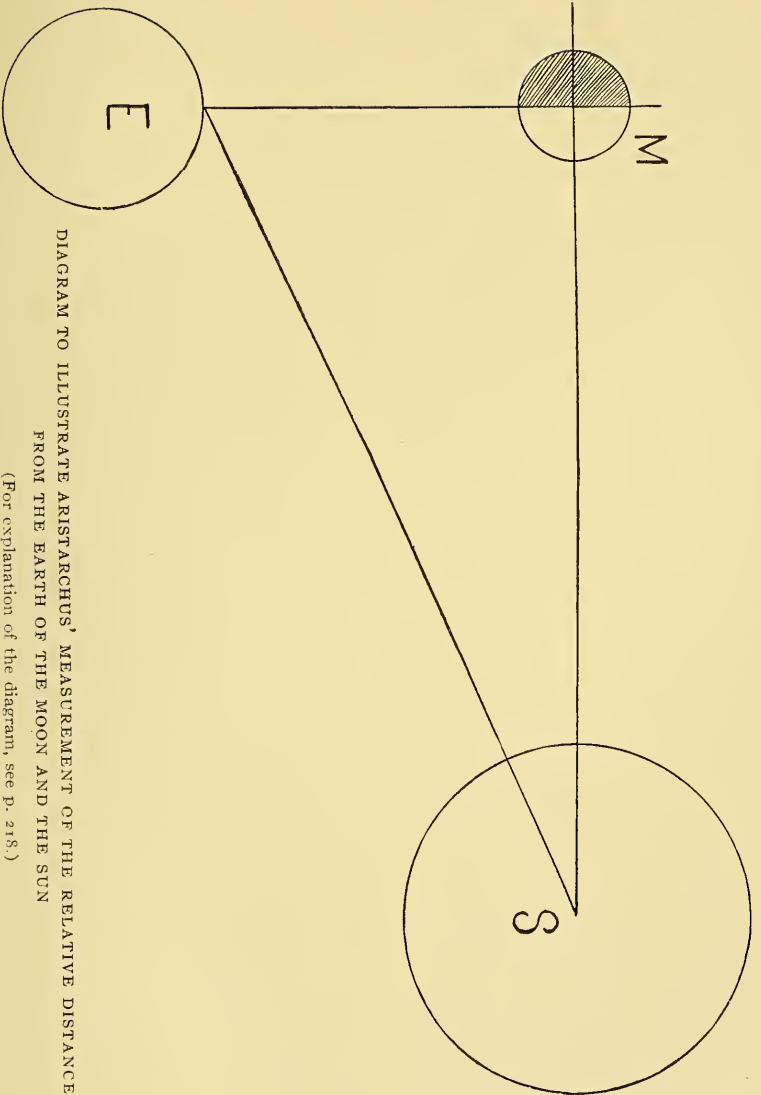 M
E
S
DIAGRAM TO ILLUSTRATE ARISTARCHUS' MEASUREMENT OF THE RELATIVE DISTANCE
FROM THE EARTH OF THE MOON AND THE SUN
(For explanation of the diagram, see p. 218.)